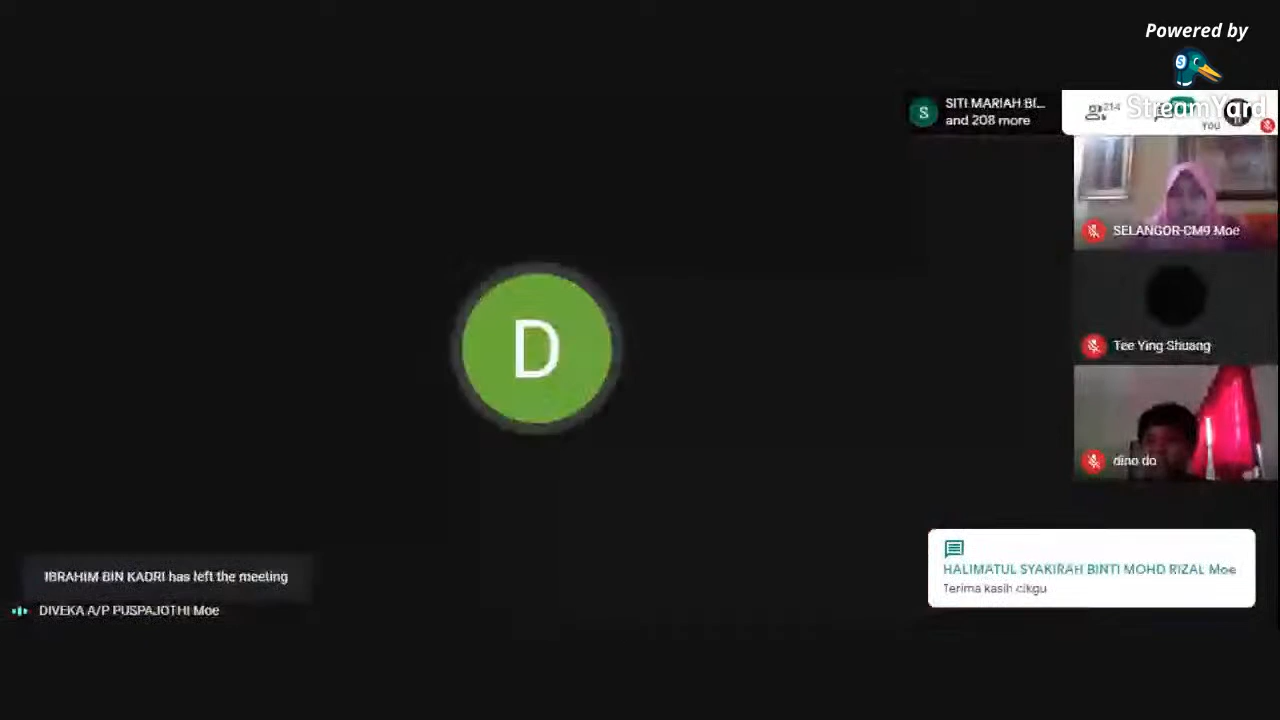 Powered by
StreamYard
S
SITI MARIAH BI...
and 208 more
214
You
SELANGOR-CM9 Moe
Tee Ying Shuang
D
dino do
IBRAHIM BIN KADRI has left the meeting
DIVEKA A/P PUSPAJOTHI Moe
HALIMATUL SYAKIRAH BINTI MOHD RIZAL Moe
Terima kasih cikgu